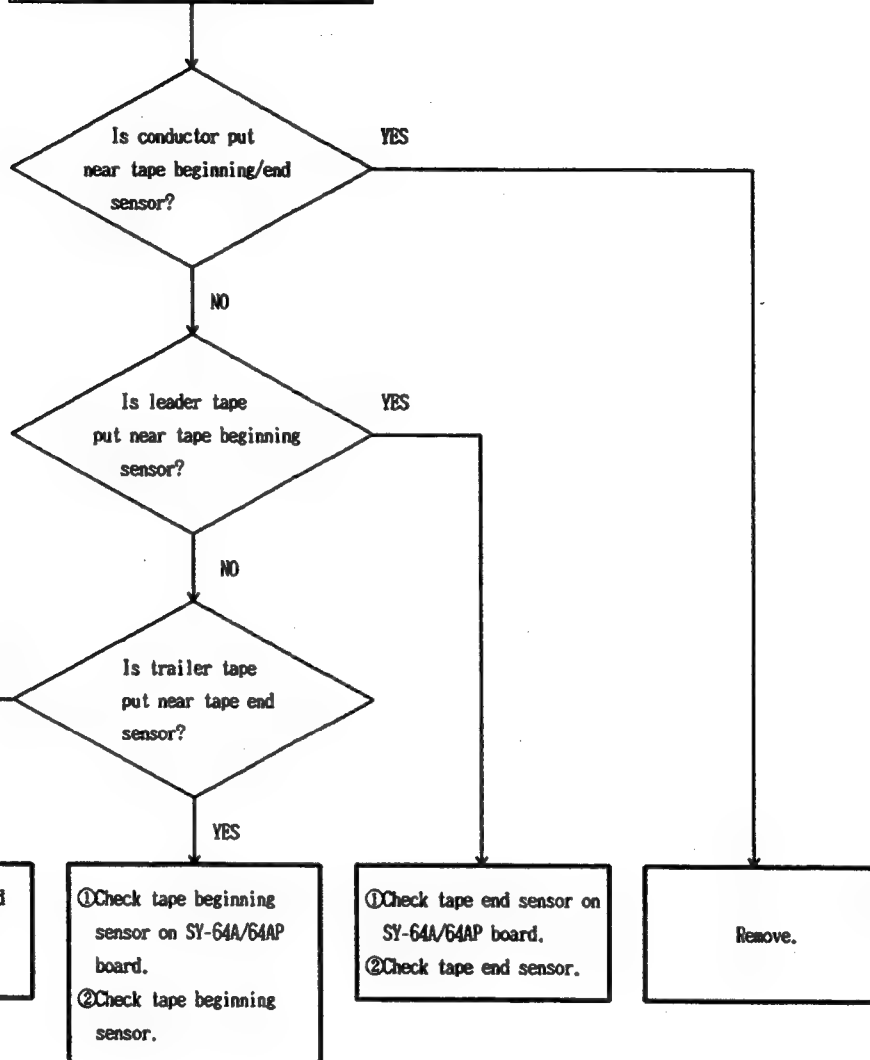 Is conductor put
near tape beginning/end
sensor?
YES
NO
Is leader tape
put near tape beginning
sensor?
YES
NO
Is trailer tape
put near tape end
sensor?
YES
①Check tape beginning
sensor on SY-64A/64AP
board.
②Check tape beginning
sensor.
①Check tape end sensor on
SY-64A/64AP board.
②Check tape end sensor.
Remove.